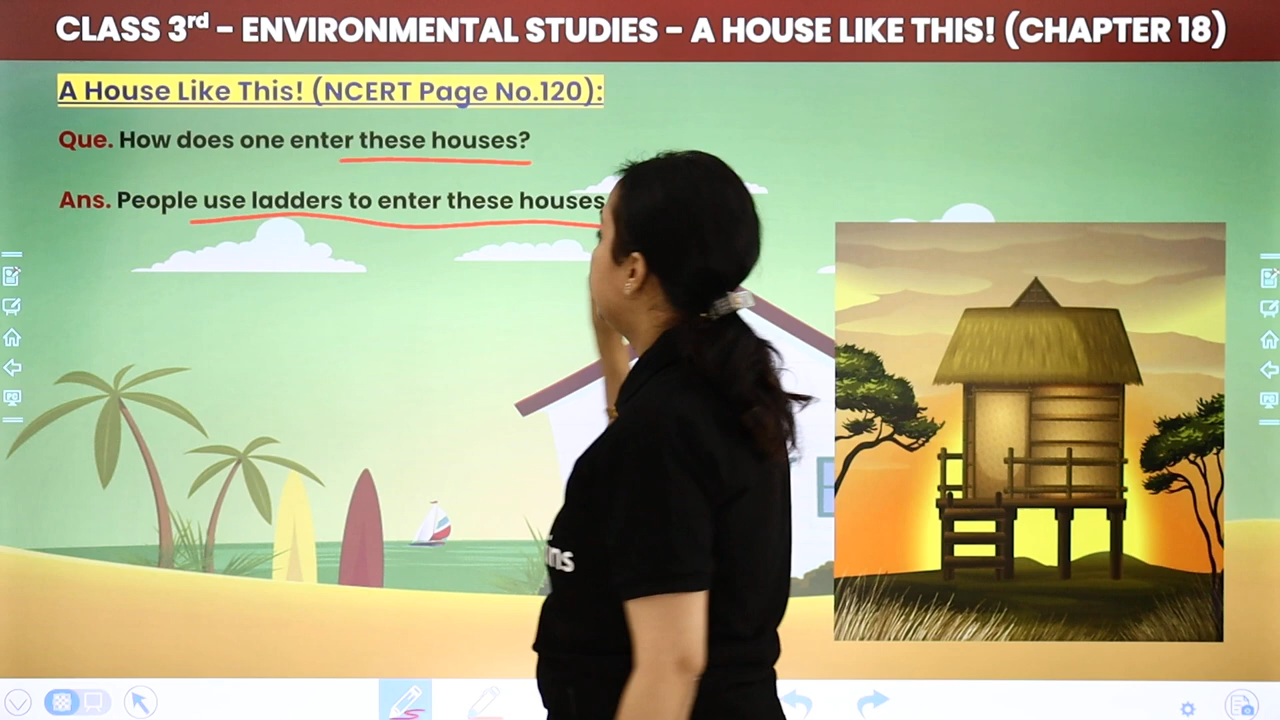 CLASS 3rd - ENVIRONMENTAL STUDIES - A HOUSE LIKE THIS! (CHAPTER 18)
A House Like This! (NCERT Page No.120):
Que. How does one enter these houses?
Ans. People use ladders to enter these houses